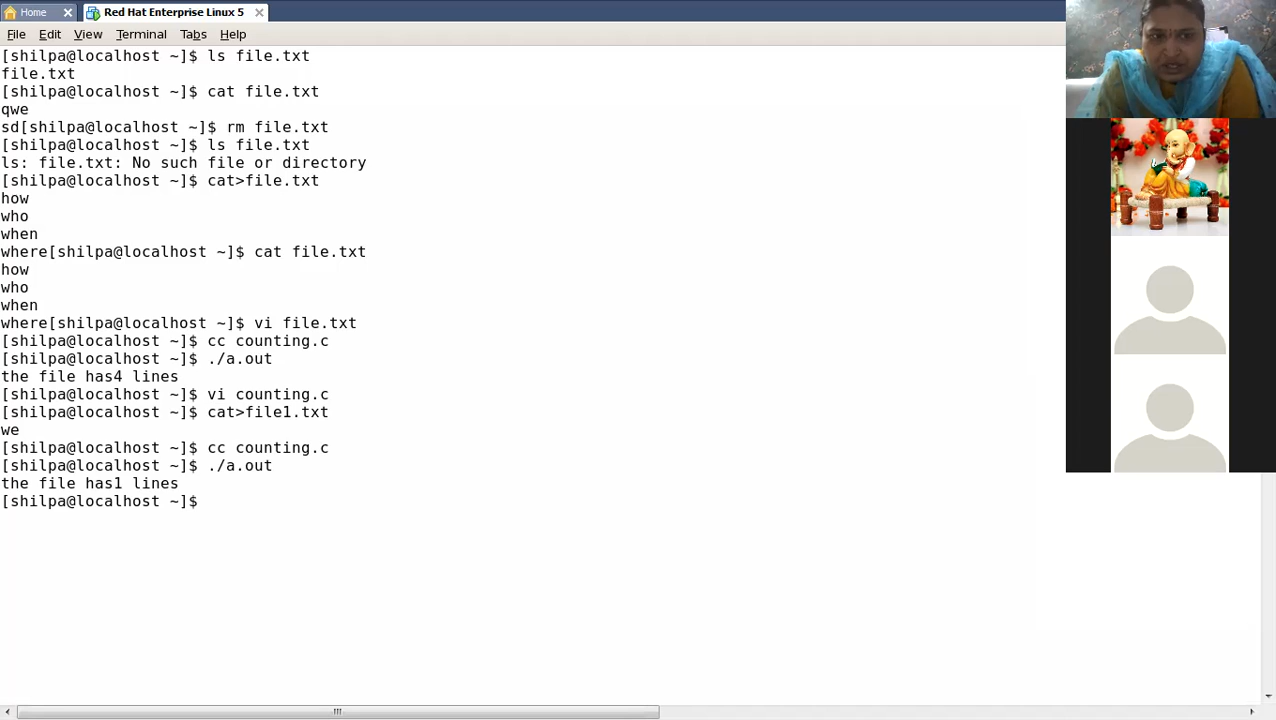 Home
Red Hat Enterprise Linux 5
File Edit View Terminal Tabs Help
[shilpa@localhost ~]$ ls file.txt
file.txt
[shilpa@localhost ~]$ cat file.txt
qwe
sd[shilpa@localhost ~]$ rm file.txt
[shilpa@localhost ~]$ ls file.txt
ls: file.txt: No such file or directory
[shilpa@localhost ~]$ cat>file.txt
how
who
when
where[shilpa@localhost ~]$ cat file.txt
how
who
when
where[shilpa@localhost ~]$ vi file.txt
[shilpa@localhost ~]$ cc counting.c
[shilpa@localhost ~]$ ./a.out
the file has4 lines
[shilpa@localhost ~]$ vi counting.c
[shilpa@localhost ~]$ cat>file1.txt
we
[shilpa@localhost ~]$ cc counting.c
[shilpa@localhost ~]$ ./a.out
the file has1 lines
[shilpa@localhost ~]$